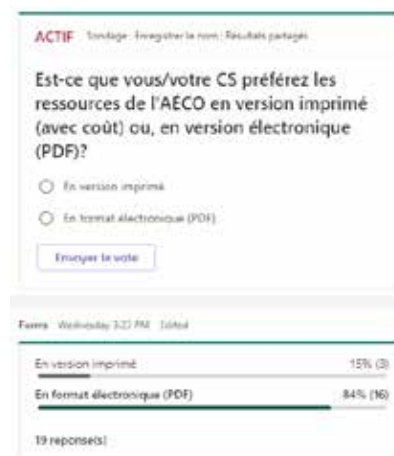 ACTIF Sondage. Enregistrer le nom. Résultats partagés
Est-ce que vous/votre CS préférez les
ressources de l'AÉCO en version imprimé
(avec coût) ou, en version électronique
(PDF)?
En version imprimé
En format électronique (PDF)
Envoyer le vote
Forms Wednesday 3:22 PM Edited
En version imprimé 15% (3)
En format électronique (PDF) 84% (16)
19 reponse(s)